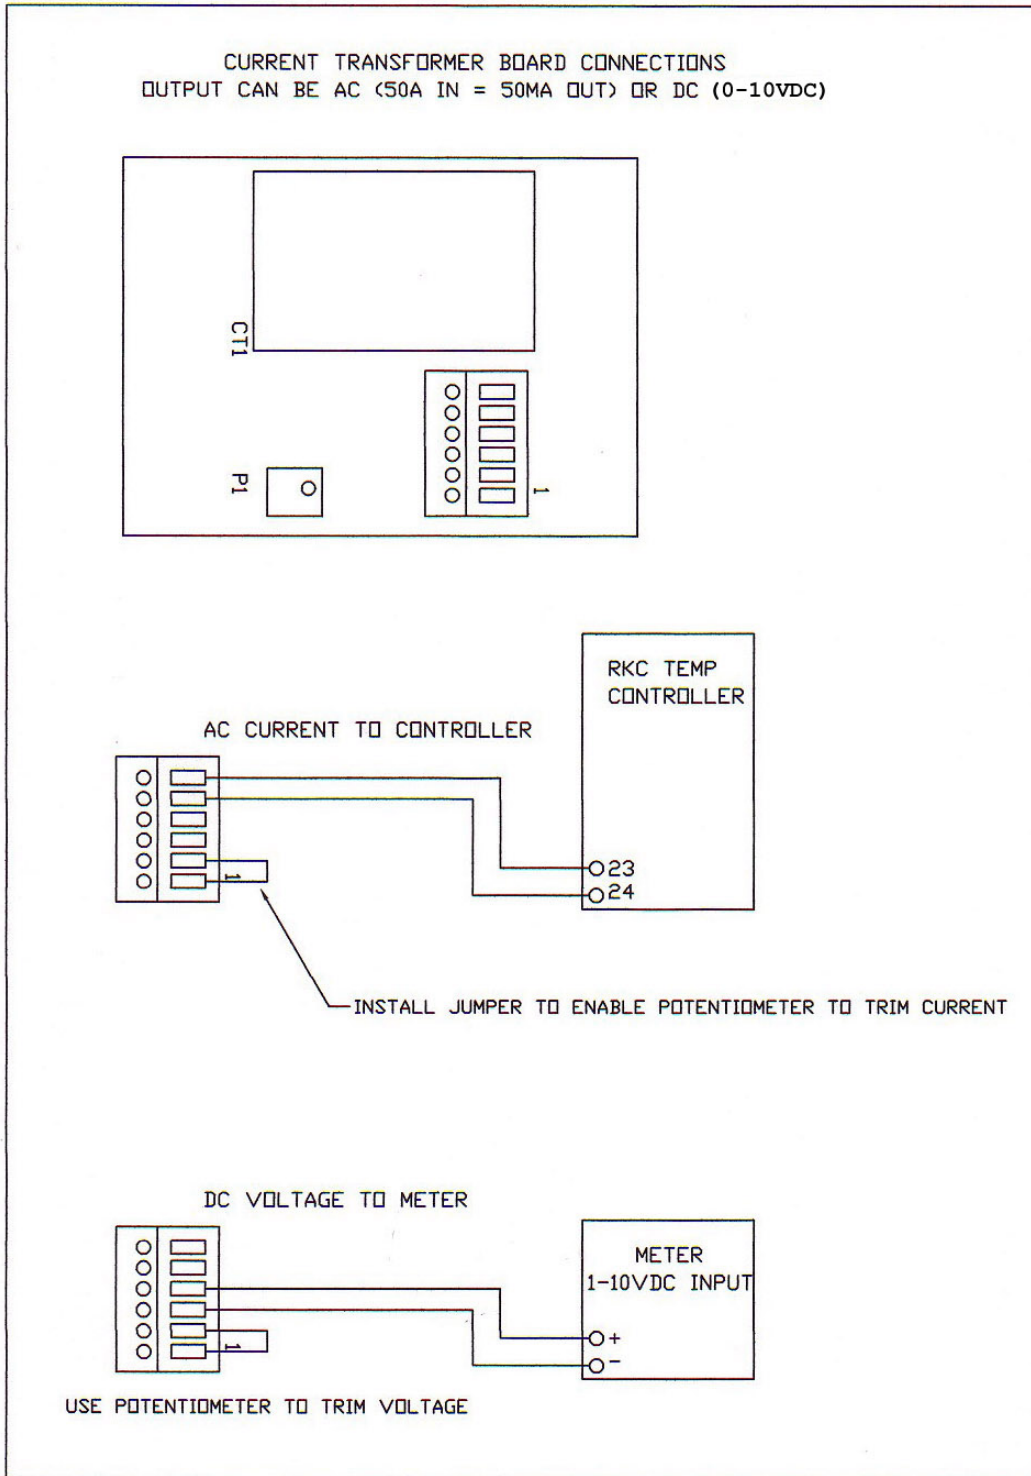 CURRENT TRANSFORMER BOARD CONNECTIONS
OUTPUT CAN BE AC (50A IN = 50MA OUT) OR DC (0-10VDC)
CT1
P1
1
RKC TEMP
CONTROLLER
AC CURRENT TO CONTROLLER
23
24
1
INSTALL JUMPER TO ENABLE POTENTIOMETER TO TRIM CURRENT
DC VOLTAGE TO METER
METER
1-10VDC INPUT
+
-
1
USE POTENTIOMETER TO TRIM VOLTAGE